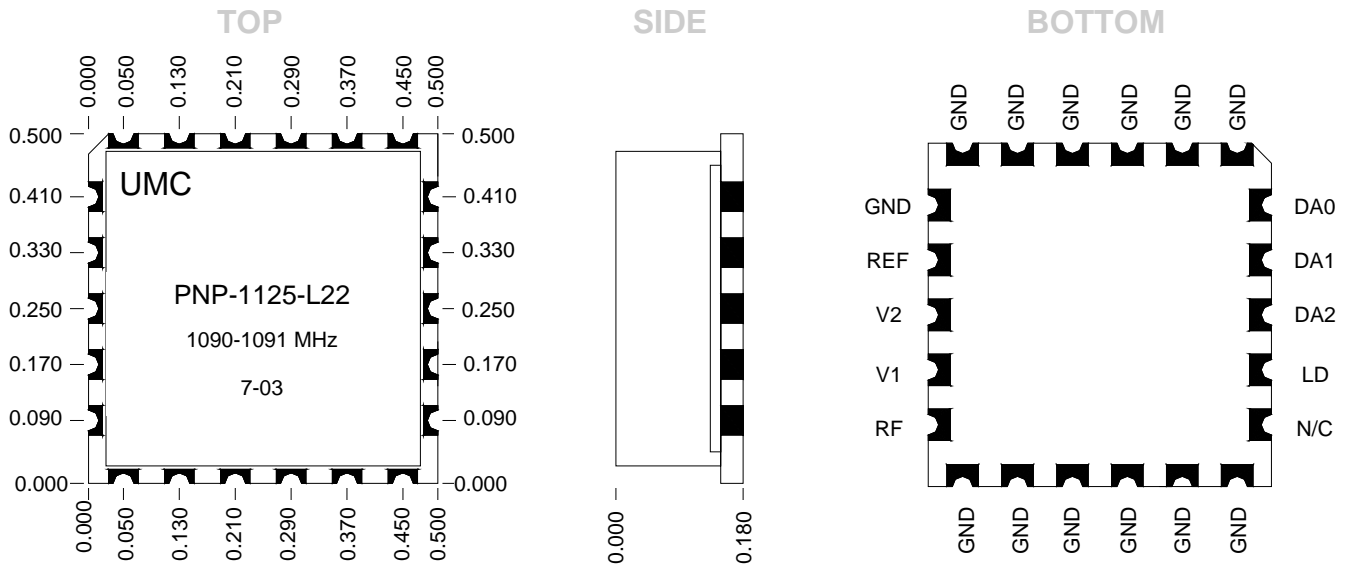 TOP
SIDE
BOTTOM
0.000
0.050
0.130
0.210
0.290
0.370
0.450
0.500
0.500
0.410
0.330
0.250
0.170
0.090
0.000
UMC
PNP-1125-L22
1090-1091 MHz
7-03
0.500
0.410
0.330
0.250
0.170
0.090
0.000
0.000
0.050
0.130
0.210
0.290
0.370
0.450
0.500
0.000
0.180
GND
GND
GND
GND
GND
GND
GND
REF
V2
V1
RF
DA0
DA1
DA2
LD
N/C
GND
GND
GND
GND
GND
GND